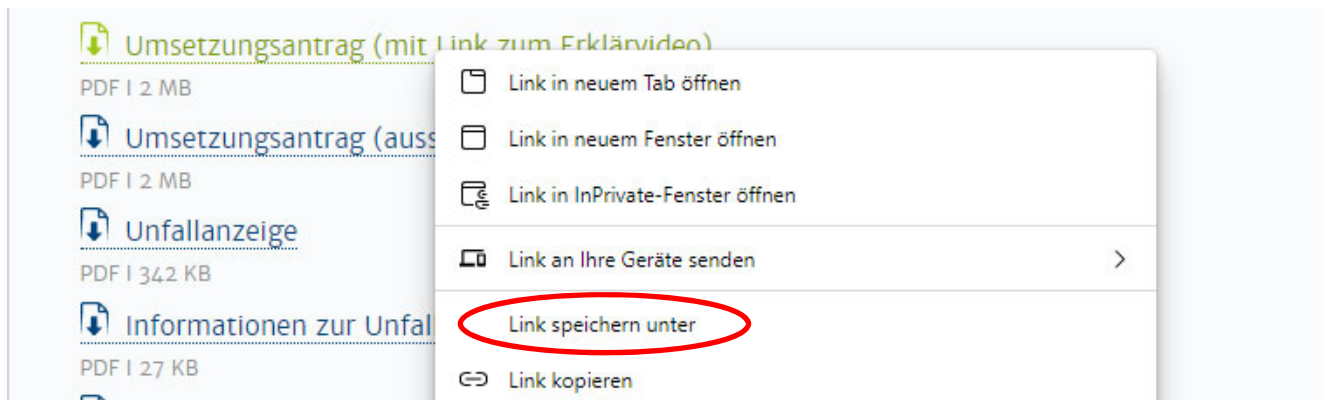 Umsetzungsantrag (mit Link zum Erklärvideo)
PDF I 2 MB
Umsetzungsantrag (auss
PDF I 2 MB
Unfallanzeige
PDF I 342 KB
Informationen zur Unfal
PDF I 27 KB
Link in neuem Tab öffnen
Link in neuem Fenster öffnen
Link in InPrivate-Fenster öffnen
Link an Ihre Geräte senden
Link speichern unter
Link kopieren